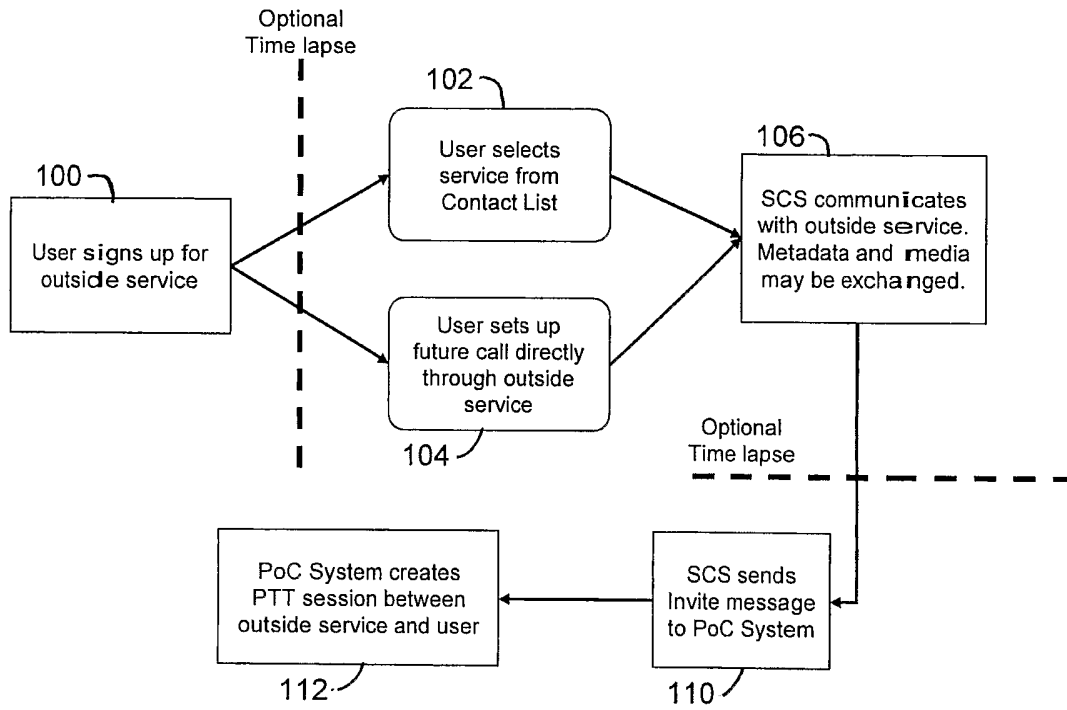 Optional
Time lapse
102
User selects
service from
Contact List
106
SCS communicates
with outside service.
Metadata and media
may be exchanged.
100
User signs up for
outside service
User sets up
future call directly
through outside
service
104
Optional
Time lapse
PoC System creates
PTT session between
outside service and user
112
SCS sends
Invite message
to PoC System
110